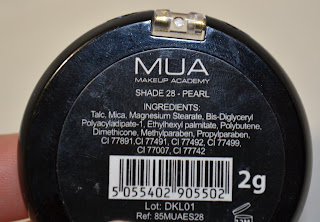 MUA
MAKEUP ACADEMY
SHADE 28 - PEARL
INGREDIENTS:
Talc, Mica, Magnesium Stearate, Bis-Diglyceryl
Polyacyladipate-1, Ethylhexyl palmitate, Polybutene,
Dimethicone, Methylparaben, Propylparaben,
CI 77891, CI 77491, CI 77492, CI 77499,
CI 77007, CI 77742
5 055402 905502
2g
Lot: DKL01
Ref: 85MUAES28